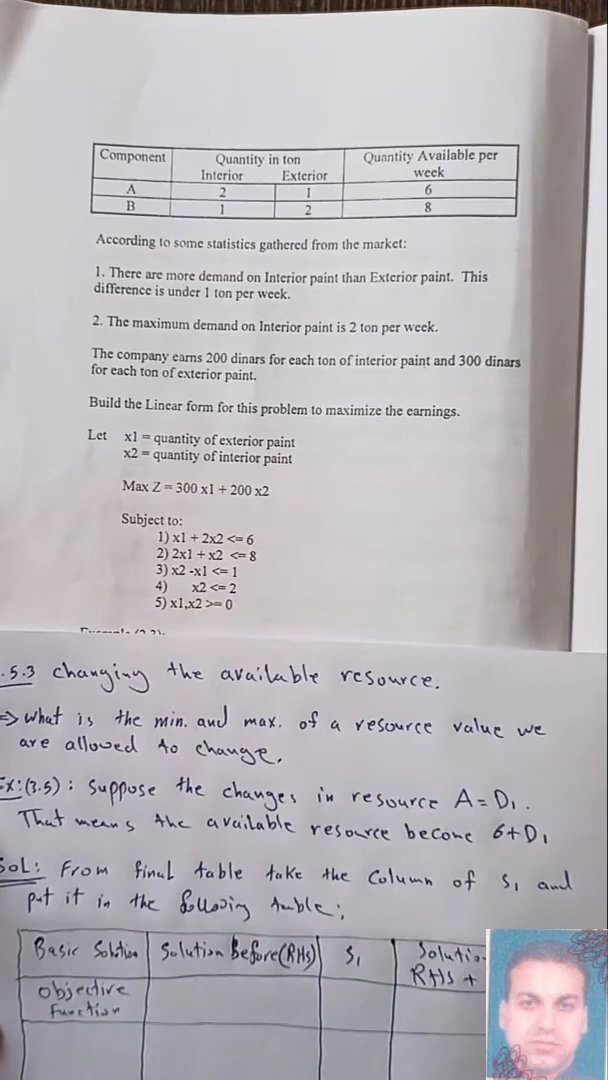 Component Quantity in ton Quantity Available per
Interior Exterior week
A 2 1 6
B 1 2 8
According to some statistics gathered from the market:
1. There are more demand on Interior paint than Exterior paint. This
difference is under 1 ton per week.
2. The maximum demand on Interior paint is 2 ton per week.
The company earns 200 dinars for each ton of interior paint and 300 dinars
for each ton of exterior paint.
Build the Linear form for this problem to maximize the earnings.
Let x1 = quantity of exterior paint
x2 = quantity of interior paint
Max Z = 300 x1 + 200 x2
Subject to:
1) x1 + 2x2 <= 6
2) 2x1 + x2 <= 8
3) x2 -x1 <= 1
4) x2 <= 2
5) x1,x2 >= 0
.5.3 changing the available resource.
=> what is the min. and max. of a resource value we
are allowed to change.
Ex:(3.5): suppose the changes in resource A = D1.
That means the available resource become 6+D1
Sol: From final table take the Column of S1 and
put it in the
Basic Solution Solution Before(RHS) S1
RHS +
objective
Function